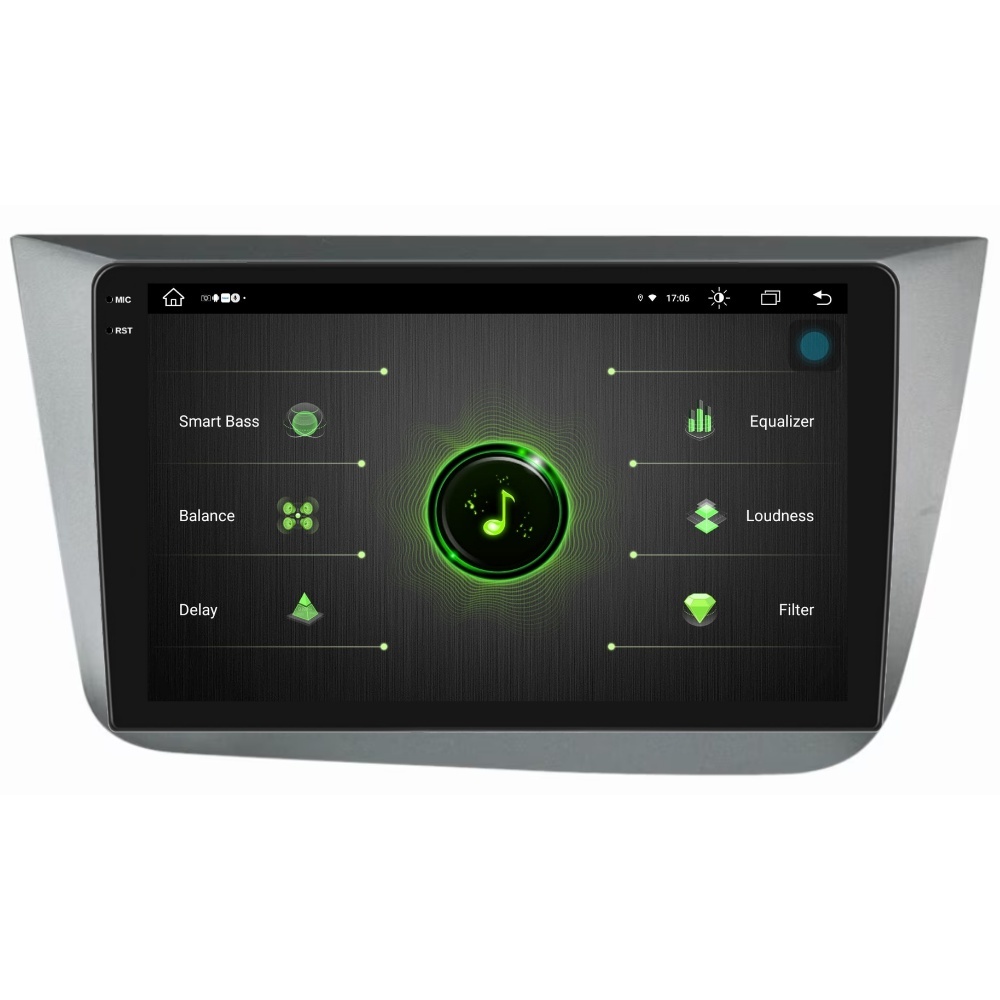 MIC
17:06
RST
Smart Bass
Equalizer
Balance
Loudness
Delay
Filter